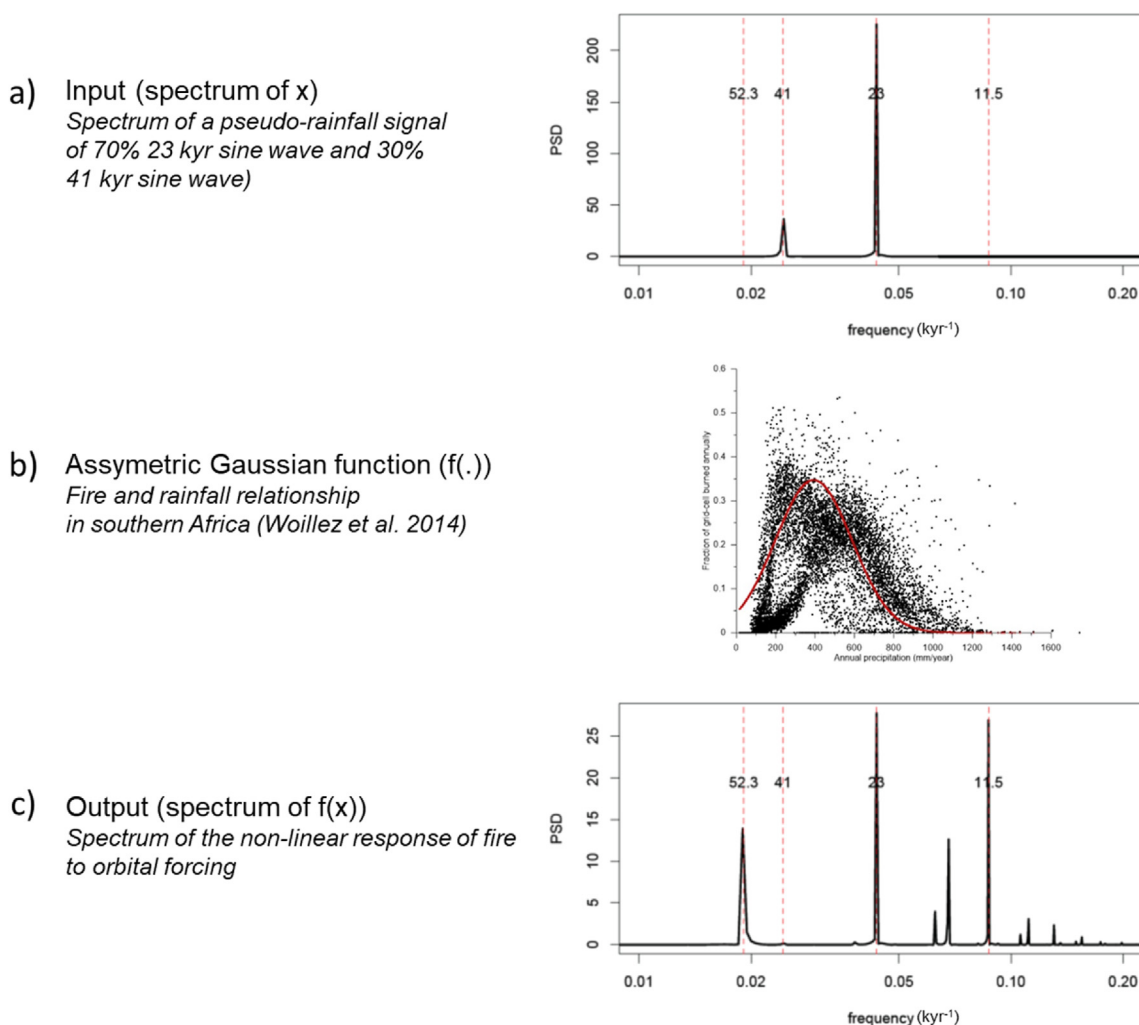 a) Input (spectrum of x)
Spectrum of a pseudo-rainfall signal
of 70% 23 kyr sine wave and 30%
41 kyr sine wave)
PSD
200
150
100
50
0
52.3 41 23 11.5
0.01 0.02 0.05 0.10 0.20
frequency (kyr-1)
b) Assymetric Gaussian function (f(.))
Fire and rainfall relationship
in southern Africa (Woillez et al. 2014)
Fraction of grid-cell burned annually
0.6
0.5
0.4
0.3
0.2
0.1
0
0 200 400 600 800 1000 1200 1400 1600
Annual precipitation (mm/year)
c) Output (spectrum of f(x))
Spectrum of the non-linear response of fire
to orbital forcing
PSD
25
20
15
10
5
0
52.3 41 23 11.5
0.01 0.02 0.05 0.10 0.20
frequency (kyr-1)